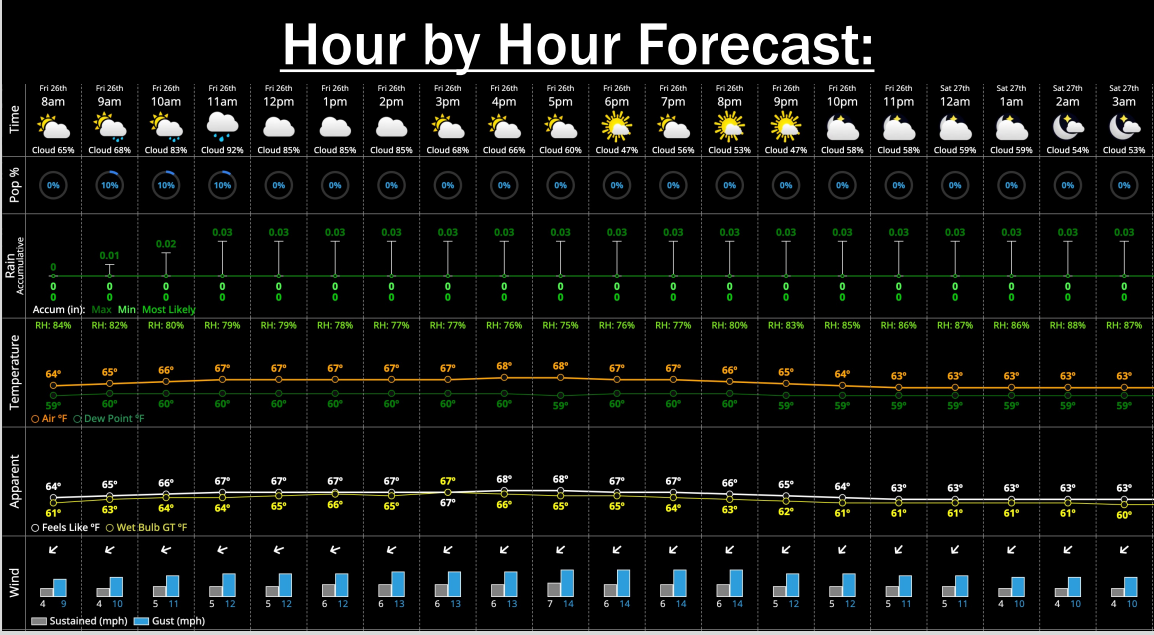 Hour by Hour Forecast:
Fri 26th Fri 26th Fri 26th Fri 26th Fri 26th Fri 26th Fri 26th Fri 26th Fri 26th Fri 26th Fri 26th Fri 26th Fri 26th Fri 26th Fri 26th Fri 26th Sat 27th Sat 27th Sat 27th Sat 27th
8am 9am 10am 11am 12pm 1pm 2pm 3pm 4pm 5pm 6pm 7pm 8pm 9pm 10pm 11pm 12am 1am 2am 3am
Time
Cloud 65% Cloud 68% Cloud 83% Cloud 92% Cloud 85% Cloud 85% Cloud 85% Cloud 68% Cloud 66% Cloud 60% Cloud 47% Cloud 56% Cloud 53% Cloud 47% Cloud 58% Cloud 58% Cloud 59% Cloud 59% Cloud 54% Cloud 53%
Pop %
0% 10% 10% 10% 0% 0% 0% 0% 0% 0% 0% 0% 0% 0% 0% 0% 0% 0% 0% 0%
Rain
Accumulative
0 0.01 0.02 0.03 0.03 0.03 0.03 0.03 0.03 0.03 0.03 0.03 0.03 0.03 0.03 0.03 0.03 0.03 0.03 0.03
0 0 0 0 0 0 0 0 0 0 0 0 0 0 0 0 0 0 0 0
0 0 0 0 0 0 0 0 0 0 0 0 0 0 0 0 0 0 0 0
Accum (in): Max Min Most Likely
Temperature
RH: 84% RH: 82% RH: 80% RH: 79% RH: 79% RH: 78% RH: 77% RH: 77% RH: 76% RH: 75% RH: 76% RH: 77% RH: 80% RH: 83% RH: 85% RH: 86% RH: 87% RH: 86% RH: 88% RH: 87%
64° 65° 66° 67° 67° 67° 67° 67° 68° 68° 67° 67° 66° 65° 64° 63° 63° 63° 63° 63°
59° 60° 60° 60° 60° 60° 60° 60° 60° 59° 60° 60° 60° 59° 59° 59° 59° 59° 59° 59°
Air °F Dew Point °F
Apparent
64° 65° 66° 67° 67° 67° 67° 67° 68° 68° 67° 67° 66° 65° 64° 63° 63° 63° 63° 63°
61° 63° 64° 64° 65° 66° 65° 67° 66° 65° 65° 64° 63° 62° 61° 61° 61° 61° 61° 60°
Feels Like °F Wet Bulb GT °F
Wind
4 9 4 10 5 11 5 12 5 12 6 12 6 13 6 13 6 13 7 14 6 14 6 14 6 14 5 12 5 12 5 11 5 11 4 10 4 10 4 10
Sustained (mph) Gust (mph)